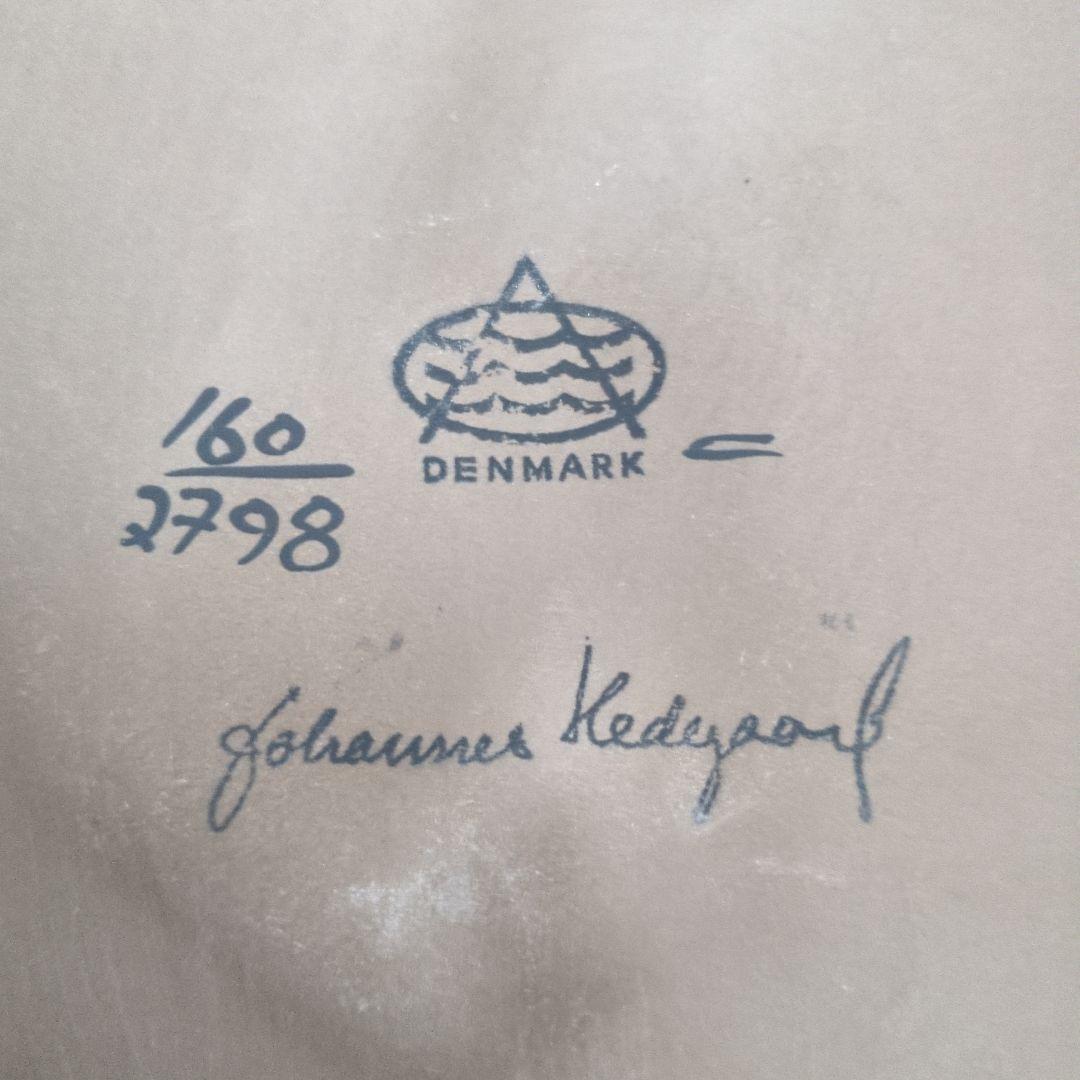 160
2798
DENMARK
Johannes Hedegaard